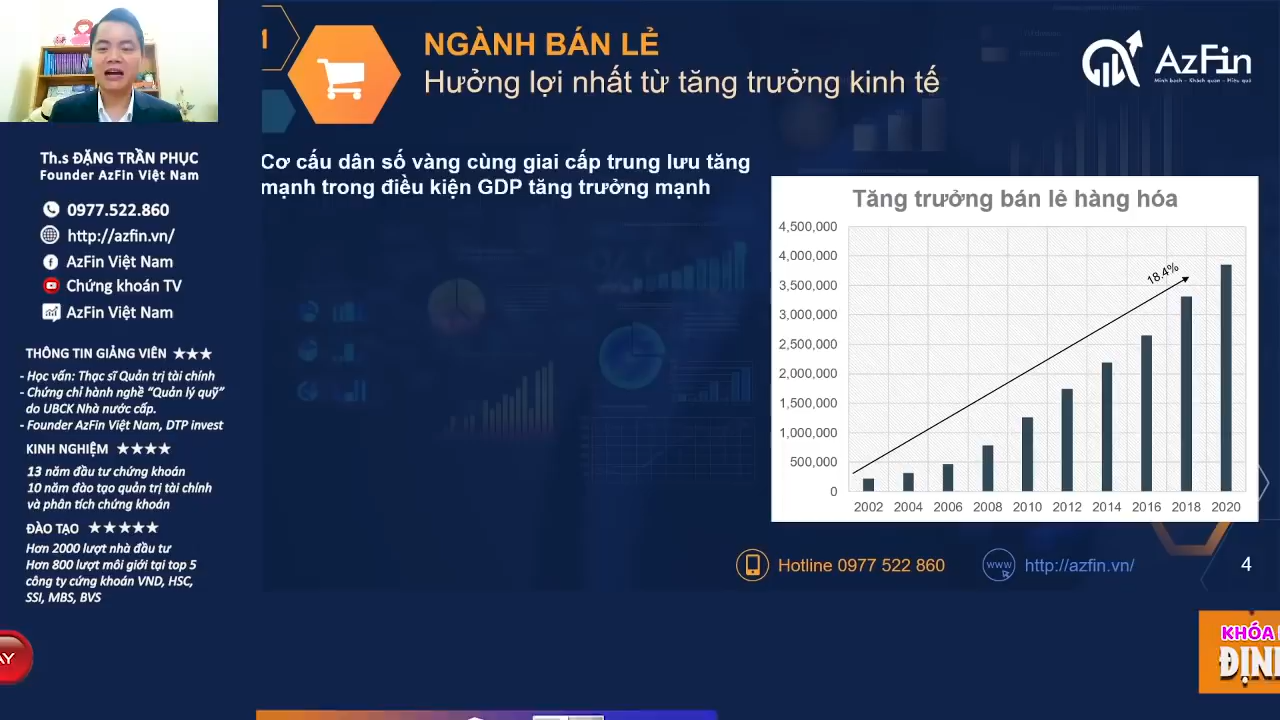 Th.s ĐẶNG TRẦN PHỤC
Founder AzFin Việt Nam
0977.522.860
http://azfin.vn/
AzFin Việt Nam
Chứng khoán TV
AzFin Việt Nam
THÔNG TIN GIẢNG VIÊN ★★★
- Học vấn: Thạc sĩ Quản trị tài chính
- Chứng chỉ hành nghề “Quản lý quỹ”
do UBCK Nhà nước cấp.
- Founder AzFin Việt Nam, DTP invest
KINH NGHIỆM ★★★★
13 năm đầu tư chứng khoán
10 năm đào tạo quản trị tài chính
và phân tích chứng khoán
ĐÀO TẠO ★★★★★
Hơn 2000 lượt nhà đầu tư
Hơn 800 lượt môi giới tại top 5
công ty cứng khoán VND, HSC,
SSI, MBS, BVS
AY
1
NGÀNH BÁN LẺ
Hưởng lợi nhất từ tăng trưởng kinh tế
AzFin
Minh bạch - Khách quan - Hiệu quả
Cơ cấu dân số vàng cùng giai cấp trung lưu tăng
mạnh trong điều kiện GDP tăng trưởng mạnh
Tăng trưởng bán lẻ hàng hóa
4,500,000
4,000,000
3,500,000
3,000,000
2,500,000
2,000,000
1,500,000
1,000,000
500,000
0
18.4%
2002 2004 2006 2008 2010 2012 2014 2016 2018 2020
Hotline 0977 522 860
www
http://azfin.vn/
4
KHÓA
ĐỊN